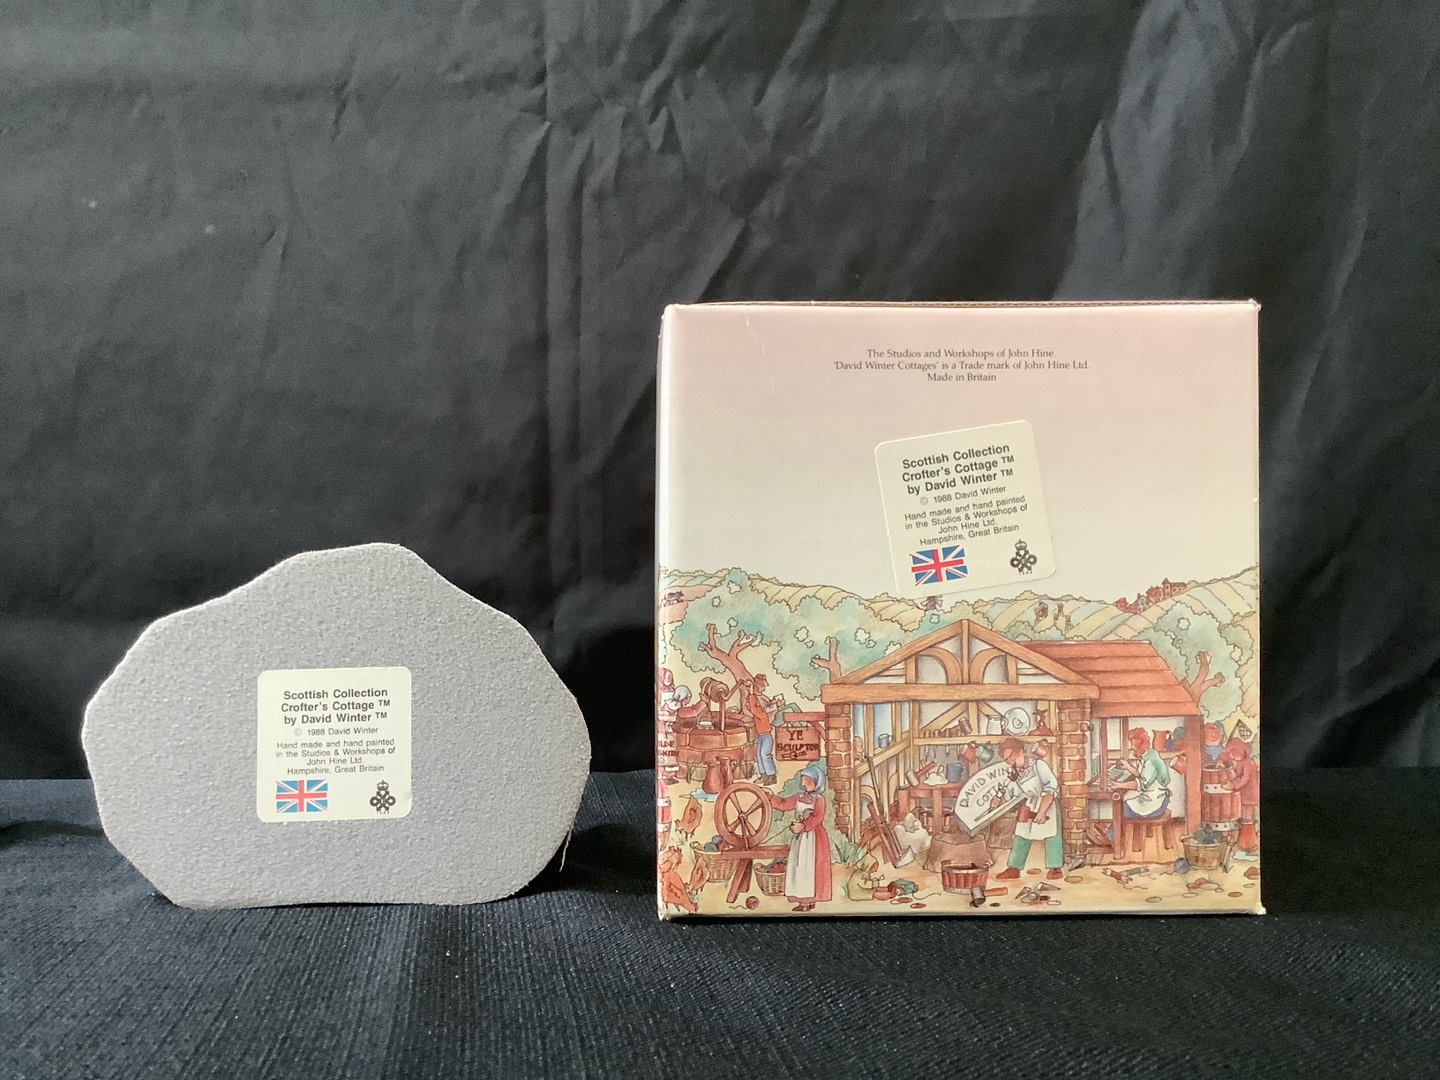 Scottish Collection
Crofter's Cottage ™
by David Winter ™
© 1988 David Winter
Hand made and hand painted
in the Studios & Workshops of
John Hine Ltd.
Hampshire, Great Britain
The Studios and Workshops of John Hine
'David Winter Cottages' is a Trade mark of John Hine Ltd.
Made in Britain
Scottish Collection
Crofter's Cottage ™
by David Winter ™
© 1988 David Winter
Hand made and hand painted
in the Studios & Workshops of
John Hine Ltd.
Hampshire, Great Britain
YE
SCULPTOR
DAVID WIN
COTTAG